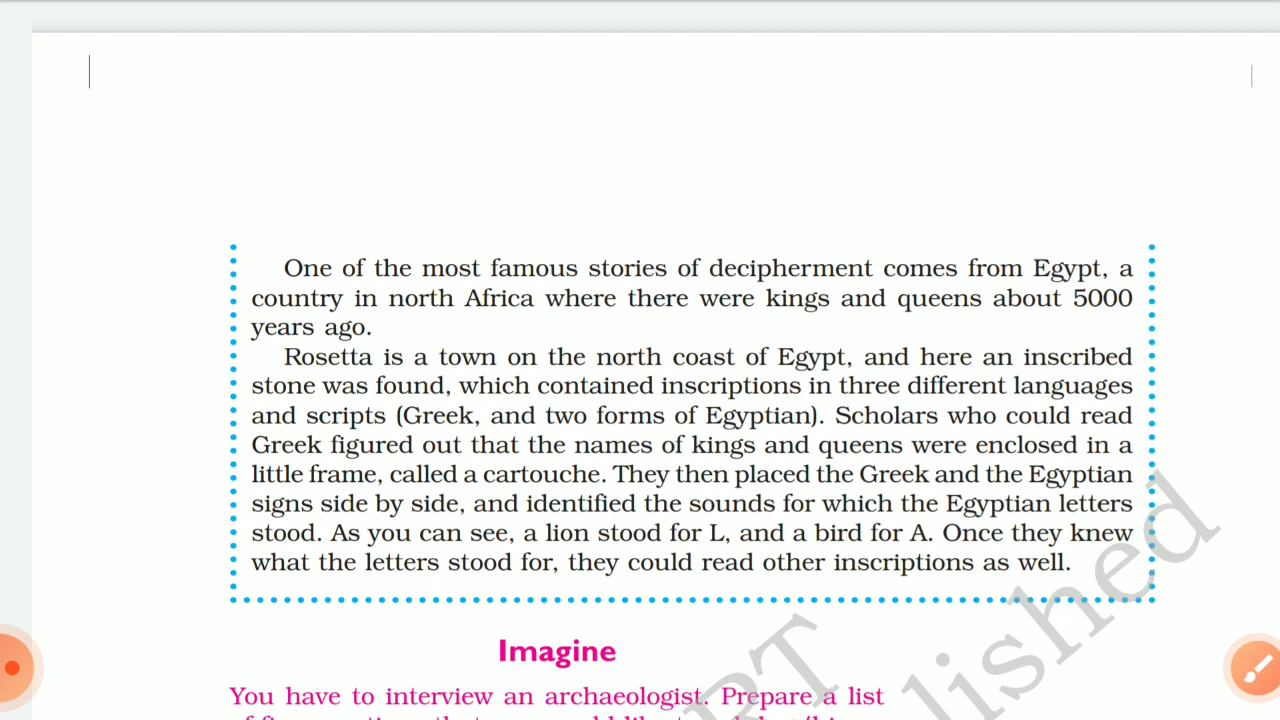 One of the most famous stories of decipherment comes from Egypt, a
country in north Africa where there were kings and queens about 5000
years ago.
Rosetta is a town on the north coast of Egypt, and here an inscribed
stone was found, which contained inscriptions in three different languages
and scripts (Greek, and two forms of Egyptian). Scholars who could read
Greek figured out that the names of kings and queens were enclosed in a
little frame, called a cartouche. They then placed the Greek and the Egyptian
signs side by side, and identified the sounds for which the Egyptian letters
stood. As you can see, a lion stood for L, and a bird for A. Once they knew
what the letters stood for, they could read other inscriptions as well.
Imagine
You have to interview an archaeologist. Prepare a list